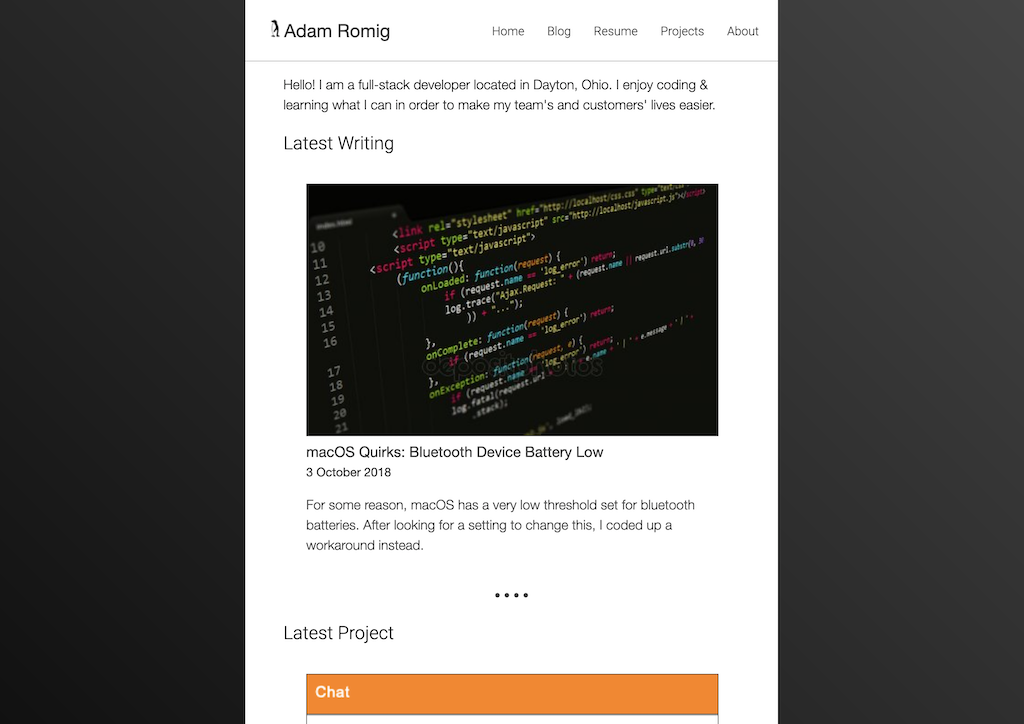 Adam Romig
Home Blog Resume Projects About
Hello! I am a full-stack developer located in Dayton, Ohio. I enjoy coding &
learning what I can in order to make my team's and customers' lives easier.
Latest Writing
<link rel="stylesheet" href="http://localhost/css.css" type="text/css"
10 <script type="text/javascript" src="http://localhost/javascript.js"></script>
11 <script type="text/javascript">
12 (function(){
13 onLoaded: function(request) {
14 if (request.name == 'log_error') return;
15 log.trace("Ajax.Request: " + (request.name || request.url.substr(0, 30
16 )) + "...");
},
onComplete: function(request) {
17 if (request.name == 'log_error') return;
18 },
19 onException: function(request, e) {
20 if (request.name == 'log_error') return;
21 log.fatal(request.url + e.name + ' | ' + e.message + ' | ' +
.stack);
depositphotos
macOS Quirks: Bluetooth Device Battery Low
3 October 2018
For some reason, macOS has a very low threshold set for bluetooth
batteries. After looking for a setting to change this, I coded up a
workaround instead.
Latest Project
Chat